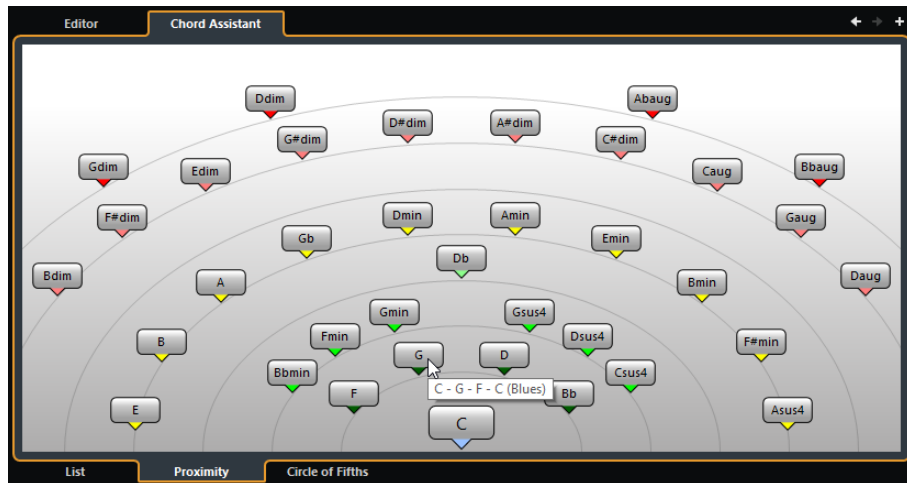 Editor
Chord Assistant
Ddim
Abaug
D#dim
A#dim
G#dim
C#dim
Gdim
Edim
Caug
Bbaug
F#dim
Dmin
Amin
Gaug
Gb
Emin
Db
Bdim
A
Bmin
Daug
Gmin
Gsus4
Fmin
Dsus4
B
F#min
G
D
Bbmin
Csus4
C - G - F - C (Blues)
F
Bb
E
Asus4
C
List
Proximity
Circle of Fifths